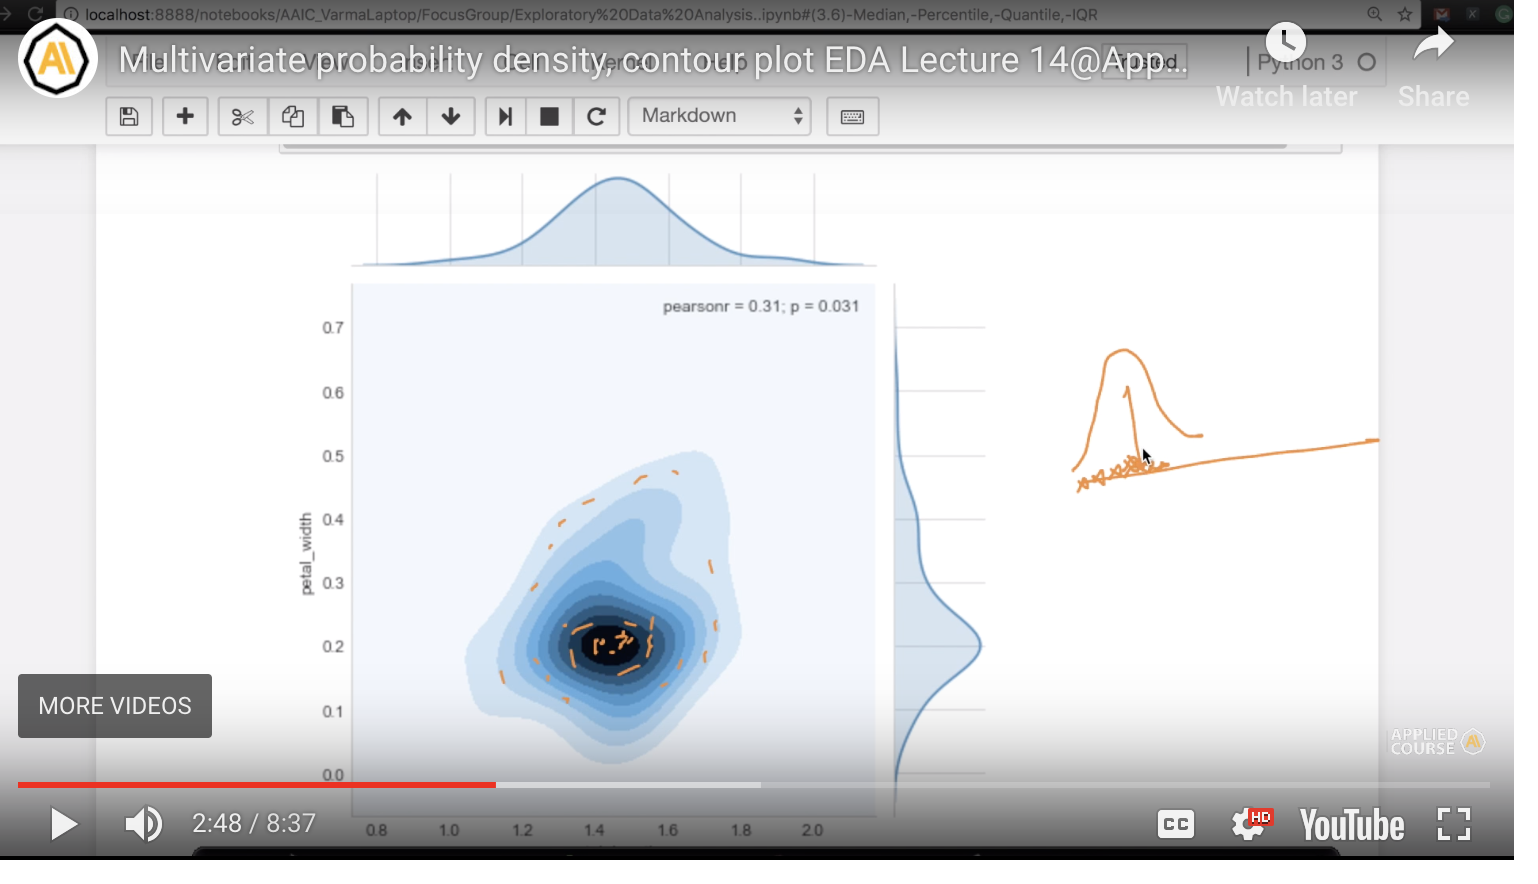 localhost:8888/notebooks/AAIC_VarmaLaptop/FocusGroup/Exploratory%20Data%20Analysis..ipynb#(3.6)-Median,-Percentile,-Quantile,-IQR
Multivariate probability density, contour plot EDA Lecture 14@App...
Trusted
Python 3
Watch later
Share
Markdown
pearsonr = 0.31; p = 0.031
0.7
0.6
0.5
0.4
petal_width
0.3
0.2
0.1
0.0
0.8 1.0 1.2 1.4 1.6 1.8 2.0
MORE VIDEOS
APPLIED
COURSE
2:48 / 8:37
CC
HD
YouTube